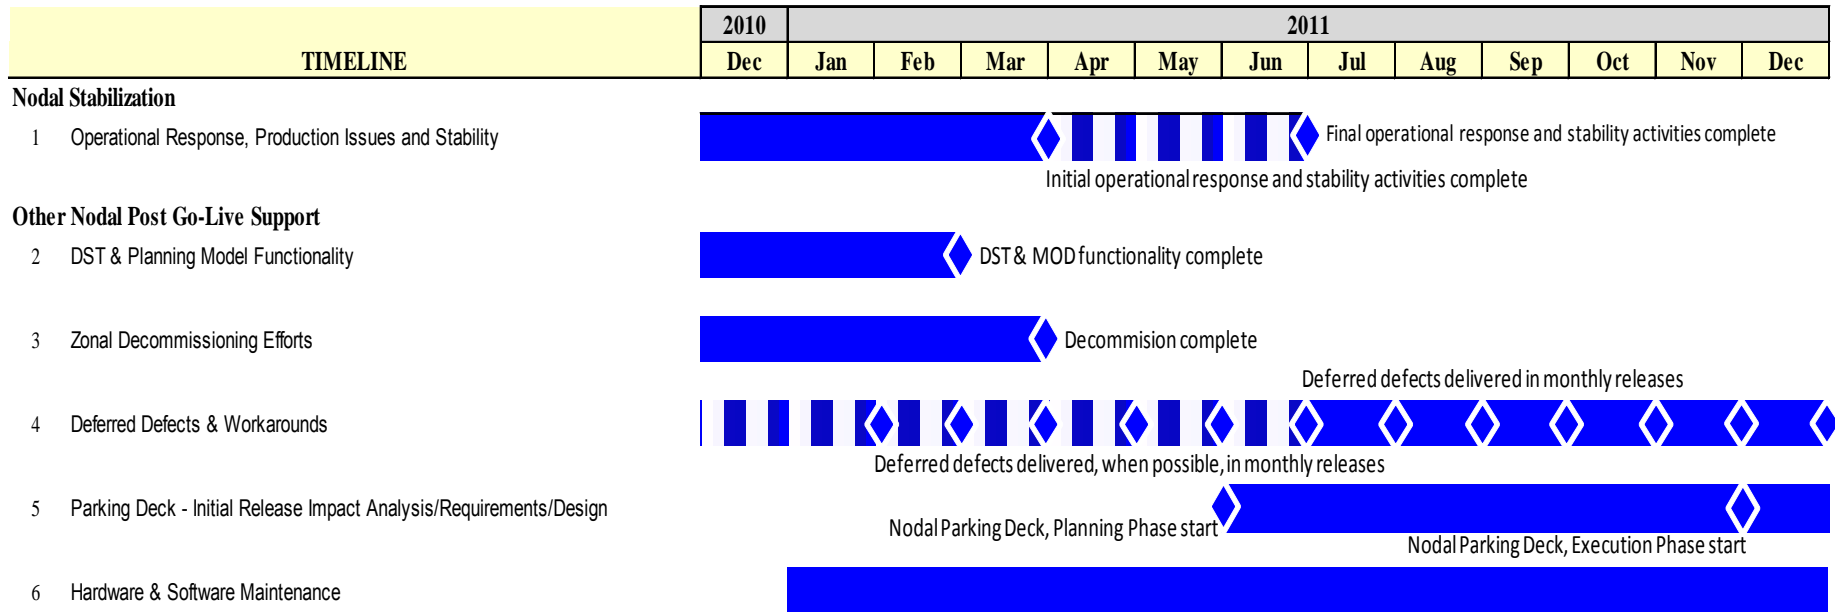 2010 2011
TIMELINE Dec Jan Feb Mar Apr May Jun Jul Aug Sep Oct Nov Dec
Nodal Stabilization
1 Operational Response, Production Issues and Stability
Final operational response and stability activities complete
Initial operational response and stability activities complete
Other Nodal Post Go-Live Support
2 DST & Planning Model Functionality
DST & MOD functionality complete
3 Zonal Decommissioning Efforts
Decommision complete
Deferred defects delivered in monthly releases
4 Deferred Defects & Workarounds
Deferred defects delivered, when possible, in monthly releases
5 Parking Deck - Initial Release Impact Analysis/Requirements/Design
Nodal Parking Deck, Planning Phase start
Nodal Parking Deck, Execution Phase start
6 Hardware & Software Maintenance